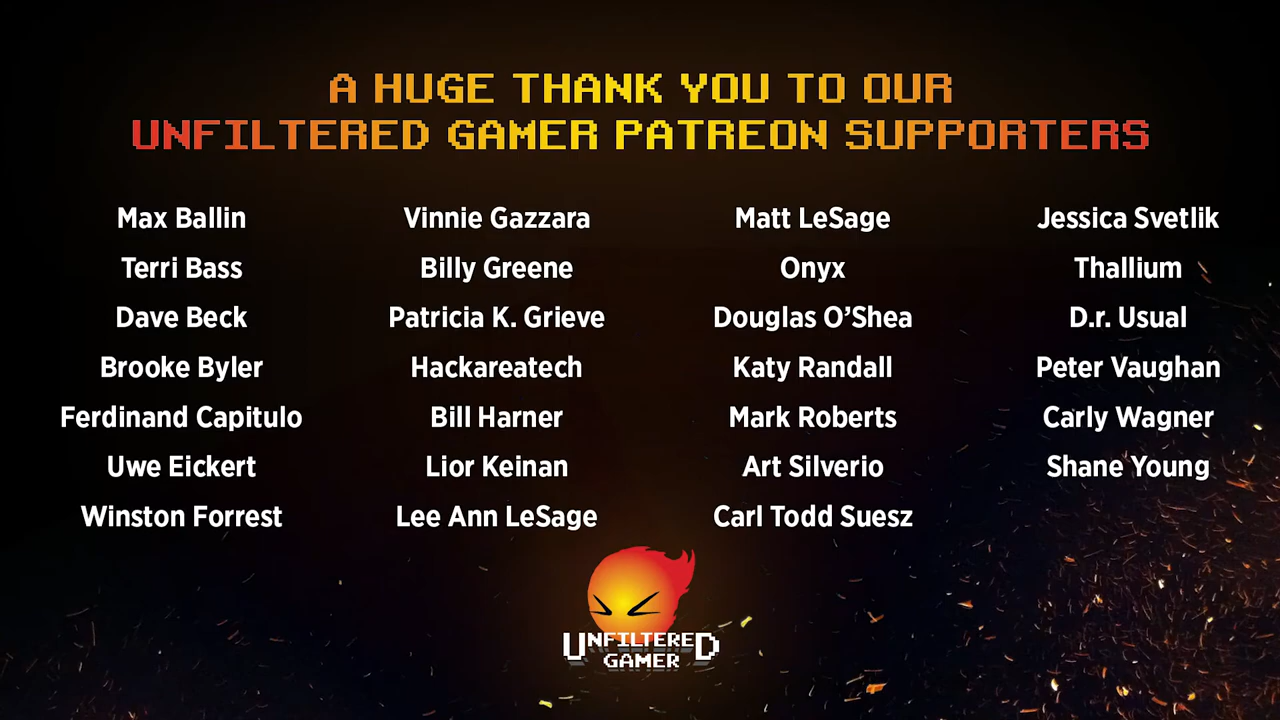 A HUGE THANK YOU TO OUR
UNFILTERED GAMER PATREON SUPPORTERS
Max Ballin
Terri Bass
Dave Beck
Brooke Byler
Ferdinand Capitulo
Uwe Eickert
Winston Forrest
Vinnie Gazzara
Billy Greene
Patricia K. Grieve
Hackareatech
Bill Harner
Lior Keinan
Lee Ann LeSage
Matt LeSage
Onyx
Douglas O’Shea
Katy Randall
Mark Roberts
Art Silverio
Carl Todd Suesz
Jessica Svetlik
Thallium
D.r. Usual
Peter Vaughan
Carly Wagner
Shane Young
UNFILTERED
GAMER